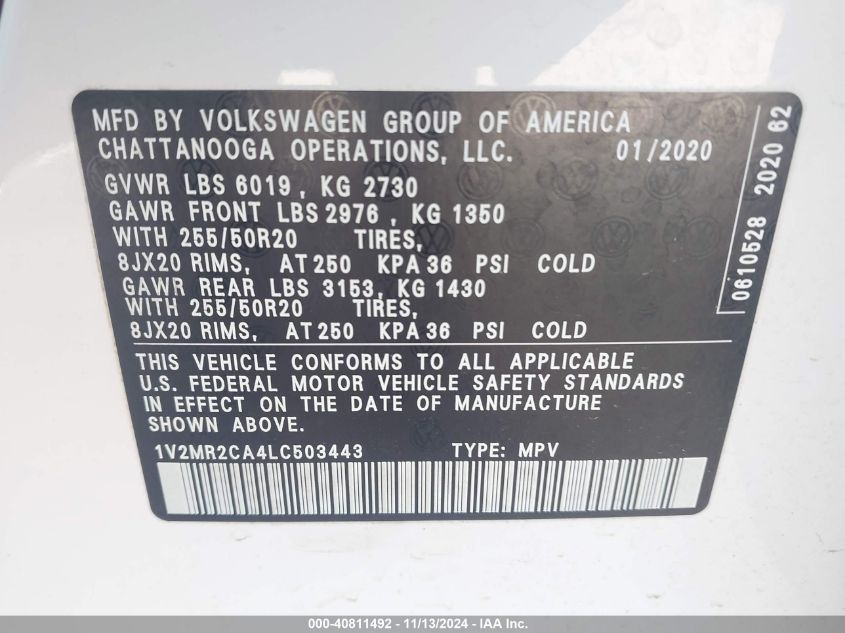 MFD BY VOLKSWAGEN GROUP OF AMERICA
CHATTANOOGA OPERATIONS, LLC. 01/2020
GVWR LBS 6019, KG 2730
GAWR FRONT LBS 2976, KG 1350
WITH 255/50R20 TIRES,
8JX20 RIMS, AT 250 KPA 36 PSI COLD
GAWR REAR LBS 3153, KG 1430
WITH 255/50R20 TIRES,
8JX20 RIMS, AT 250 KPA 36 PSI COLD
THIS VEHICLE CONFORMS TO ALL APPLICABLE
U.S. FEDERAL MOTOR VEHICLE SAFETY STANDARDS
IN EFFECT ON THE DATE OF MANUFACTURE
SHOWN ABOVE.
1V2MR2CA4LC503443 TYPE: MPV
0610528 2020 62
000-40811492 - 11/13/2024 - IAA Inc.